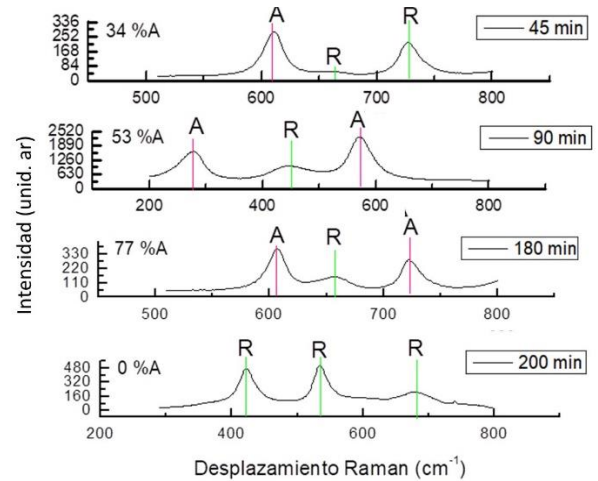 Intensidad (unid. ar)
336
252
168
84
0
34 %A
A
R
R
45 min
500 600 700 800
2520
1890
1260
630
0
53 %A
A
R
A
90 min
200 400 600 800
330
220
110
0
77 %A
A
R
A
180 min
500 600 700 800
480
320
160
0
0 %A
R
R
R
200 min
200 400 600 800
Desplazamiento Raman (cm-1)